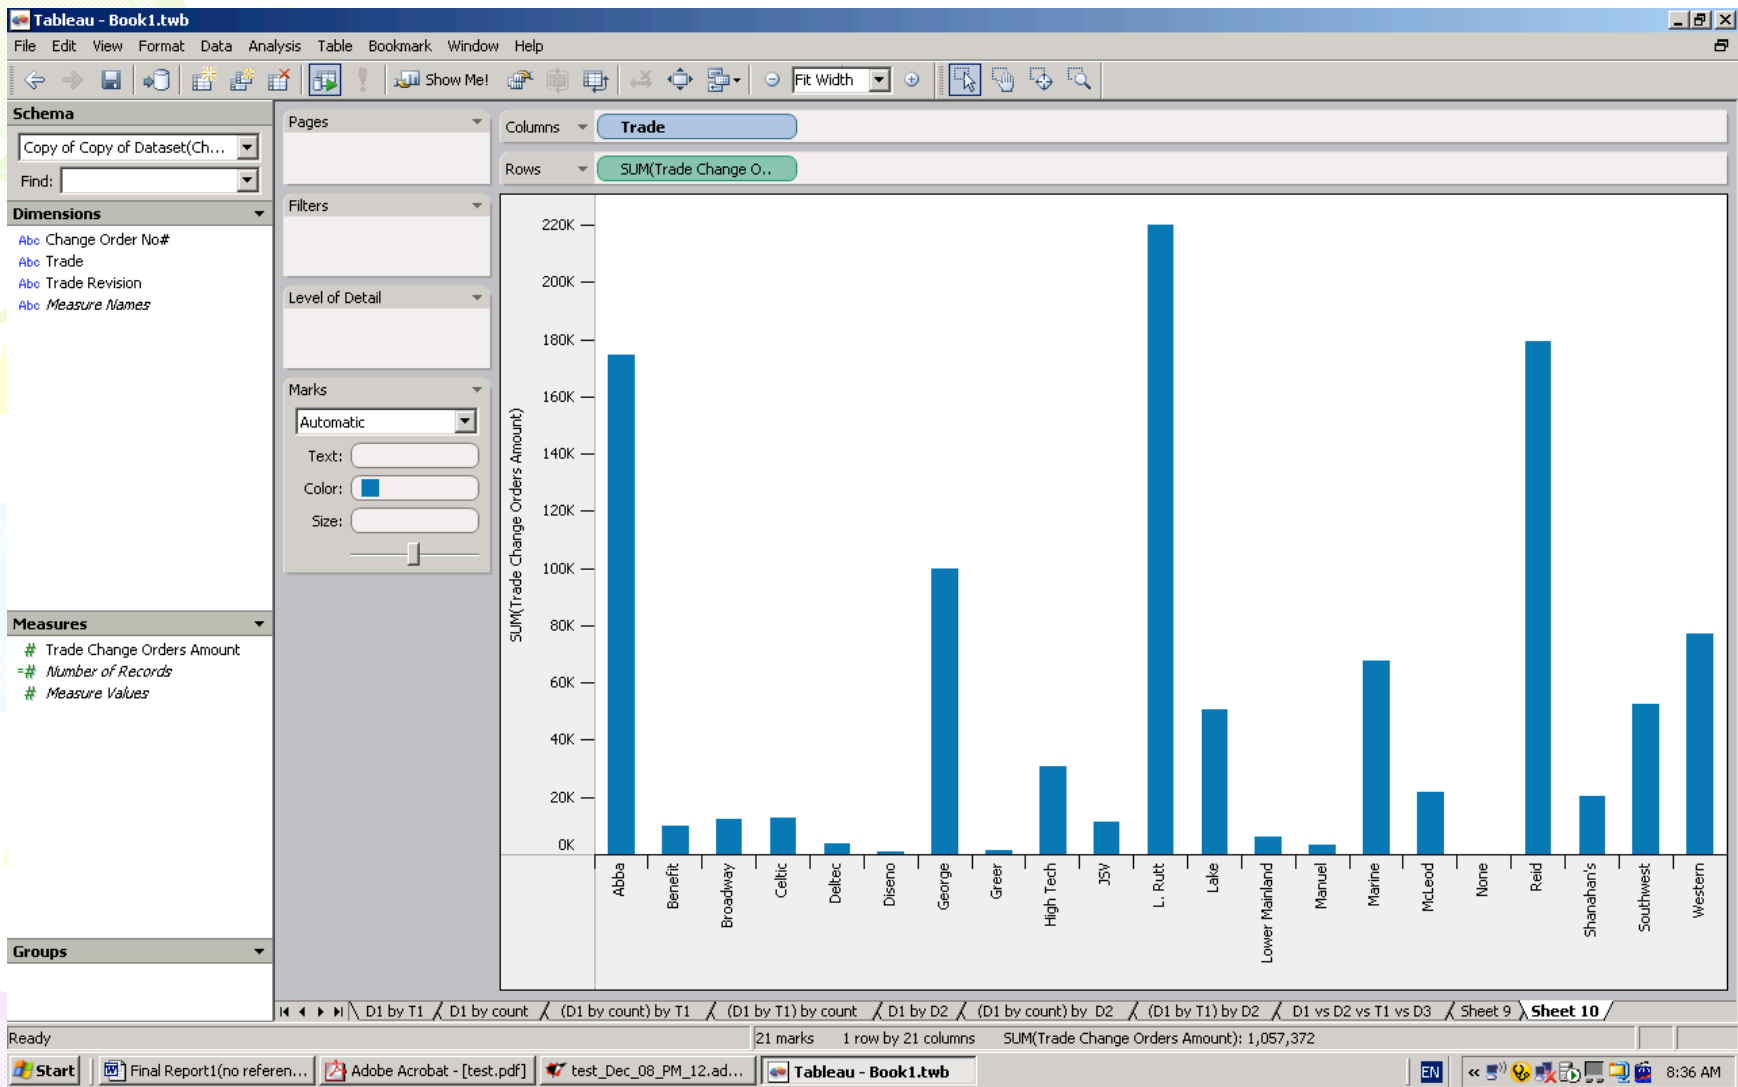 Tableau - Book1.twb
File Edit View Format Data Analysis Table Bookmark Window Help
Show Me!
Fit Width
Schema
Copy of Copy of Dataset(Ch...
Find:
Dimensions
Abc Change Order No#
Abc Trade
Abc Trade Revision
Abc Measure Names
Measures
# Trade Change Orders Amount
=# Number of Records
# Measure Values
Groups
Pages
Filters
Level of Detail
Marks
Automatic
Text:
Color:
Size:
Columns Trade
Rows SUM(Trade Change O..
SUM(Trade Change Orders Amount)
220K
200K
180K
160K
140K
120K
100K
80K
60K
40K
20K
0K
Abba
Benefit
Broadway
Celtic
Deltec
Diseno
George
Greer
High Tech
JSV
L. Rutt
Lake
Lower Mainland
Manuel
Marine
McLeod
None
Reid
Shanahan's
Southwest
Western
D1 by T1 D1 by count (D1 by count) by T1 (D1 by T1) by count D1 by D2 (D1 by count) by D2 (D1 by T1) by D2 D1 vs D2 vs T1 vs D3 Sheet 9 Sheet 10
Ready 21 marks 1 row by 21 columns SUM(Trade Change Orders Amount): 1,057,372
Start Final Report1(no referen... Adobe Acrobat - [test.pdf] test_Dec_08_PM_12.ad... Tableau - Book1.twb EN « 8:36 AM